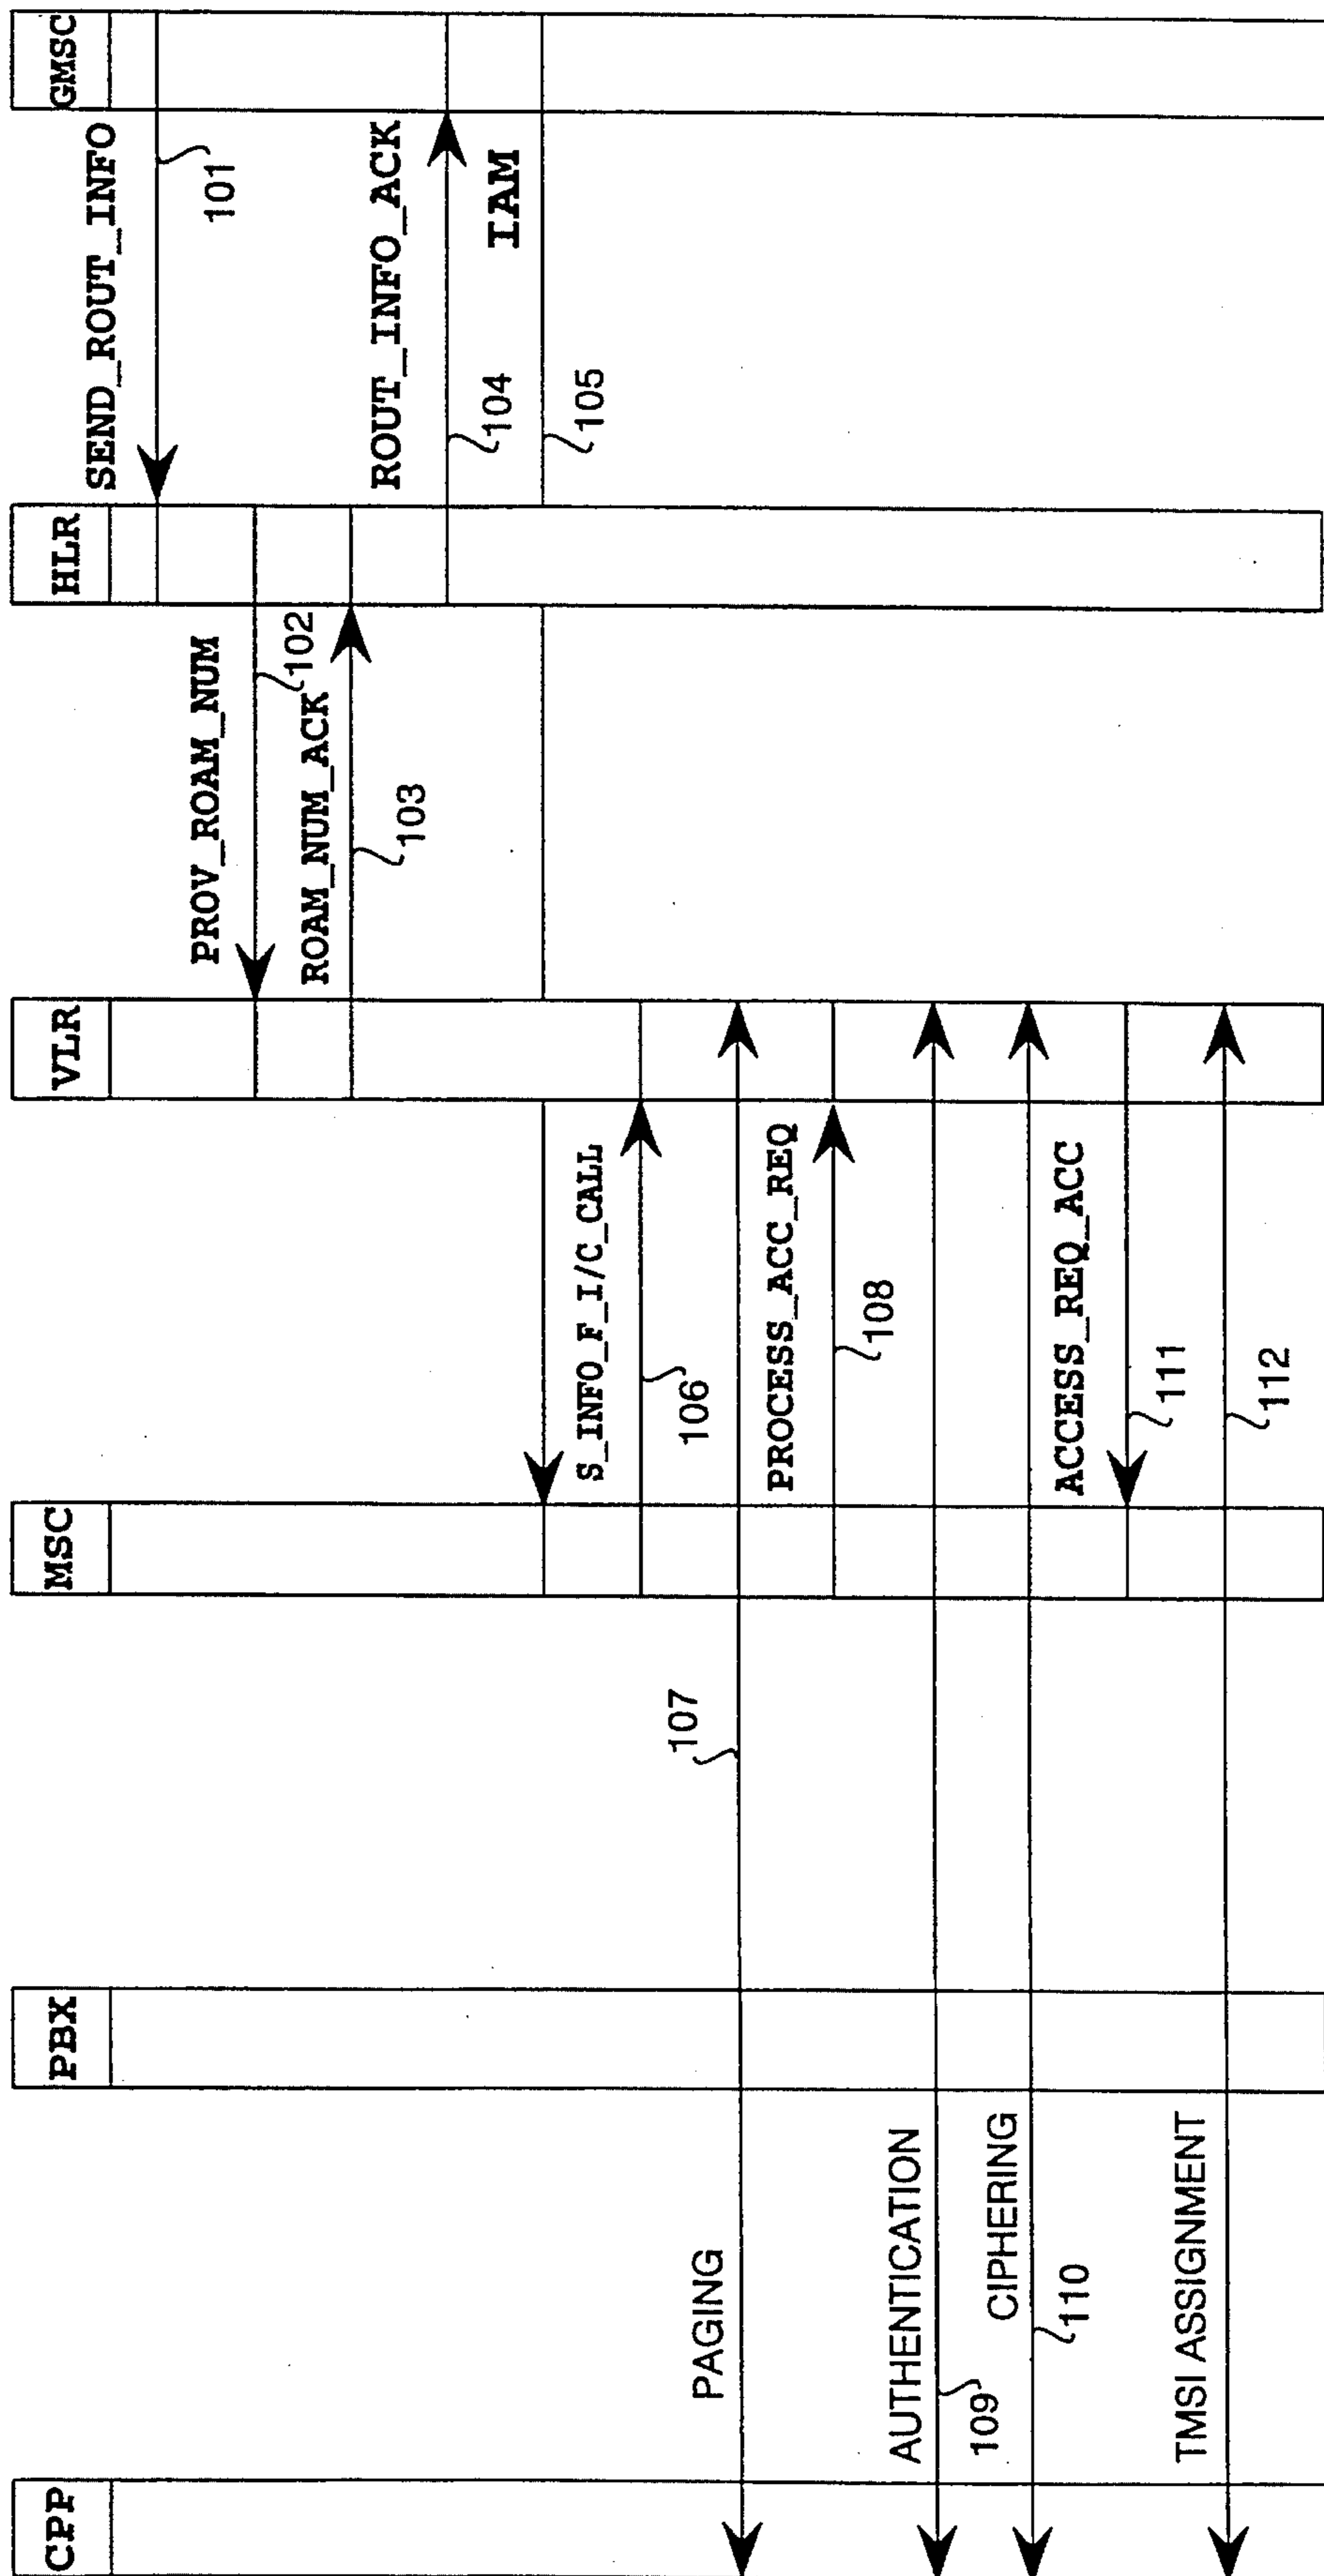 CPP
PBX
MSC
VLR
HLR
GMSC
SEND_ROUT_INFO
101
PROV_ROAM_NUM
102
ROAM_NUM_ACK
103
ROUT_INFO_ACK
104
IAM
105
S_INFO_F_I/C_CALL
106
PAGING
107
PROCESS_ACC_REQ
108
AUTHENTICATION
109
CIPHERING
110
ACCESS_REQ_ACC
111
TMSI ASSIGNMENT
112